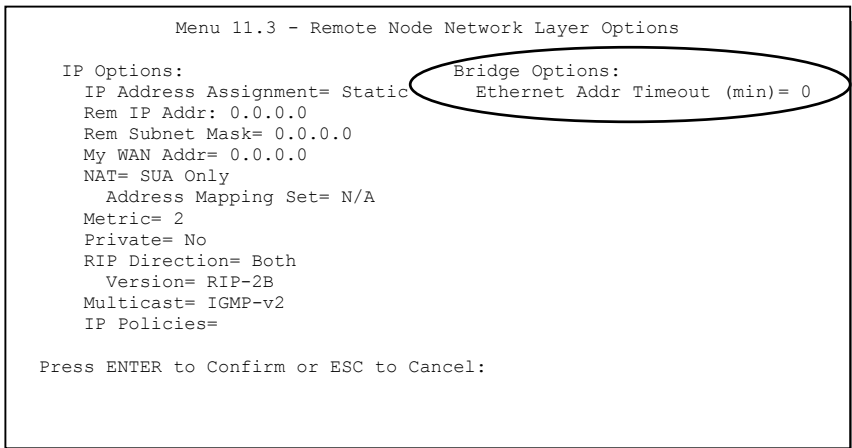 Menu 11.3 - Remote Node Network Layer Options
IP Options:
IP Address Assignment= Static
Rem IP Addr: 0.0.0.0
Rem Subnet Mask= 0.0.0.0
My WAN Addr= 0.0.0.0
NAT= SUA Only
Address Mapping Set= N/A
Metric= 2
Private= No
RIP Direction= Both
Version= RIP-2B
Multicast= IGMP-v2
IP Policies=
Bridge Options:
Ethernet Addr Timeout (min)= 0
Press ENTER to Confirm or ESC to Cancel: